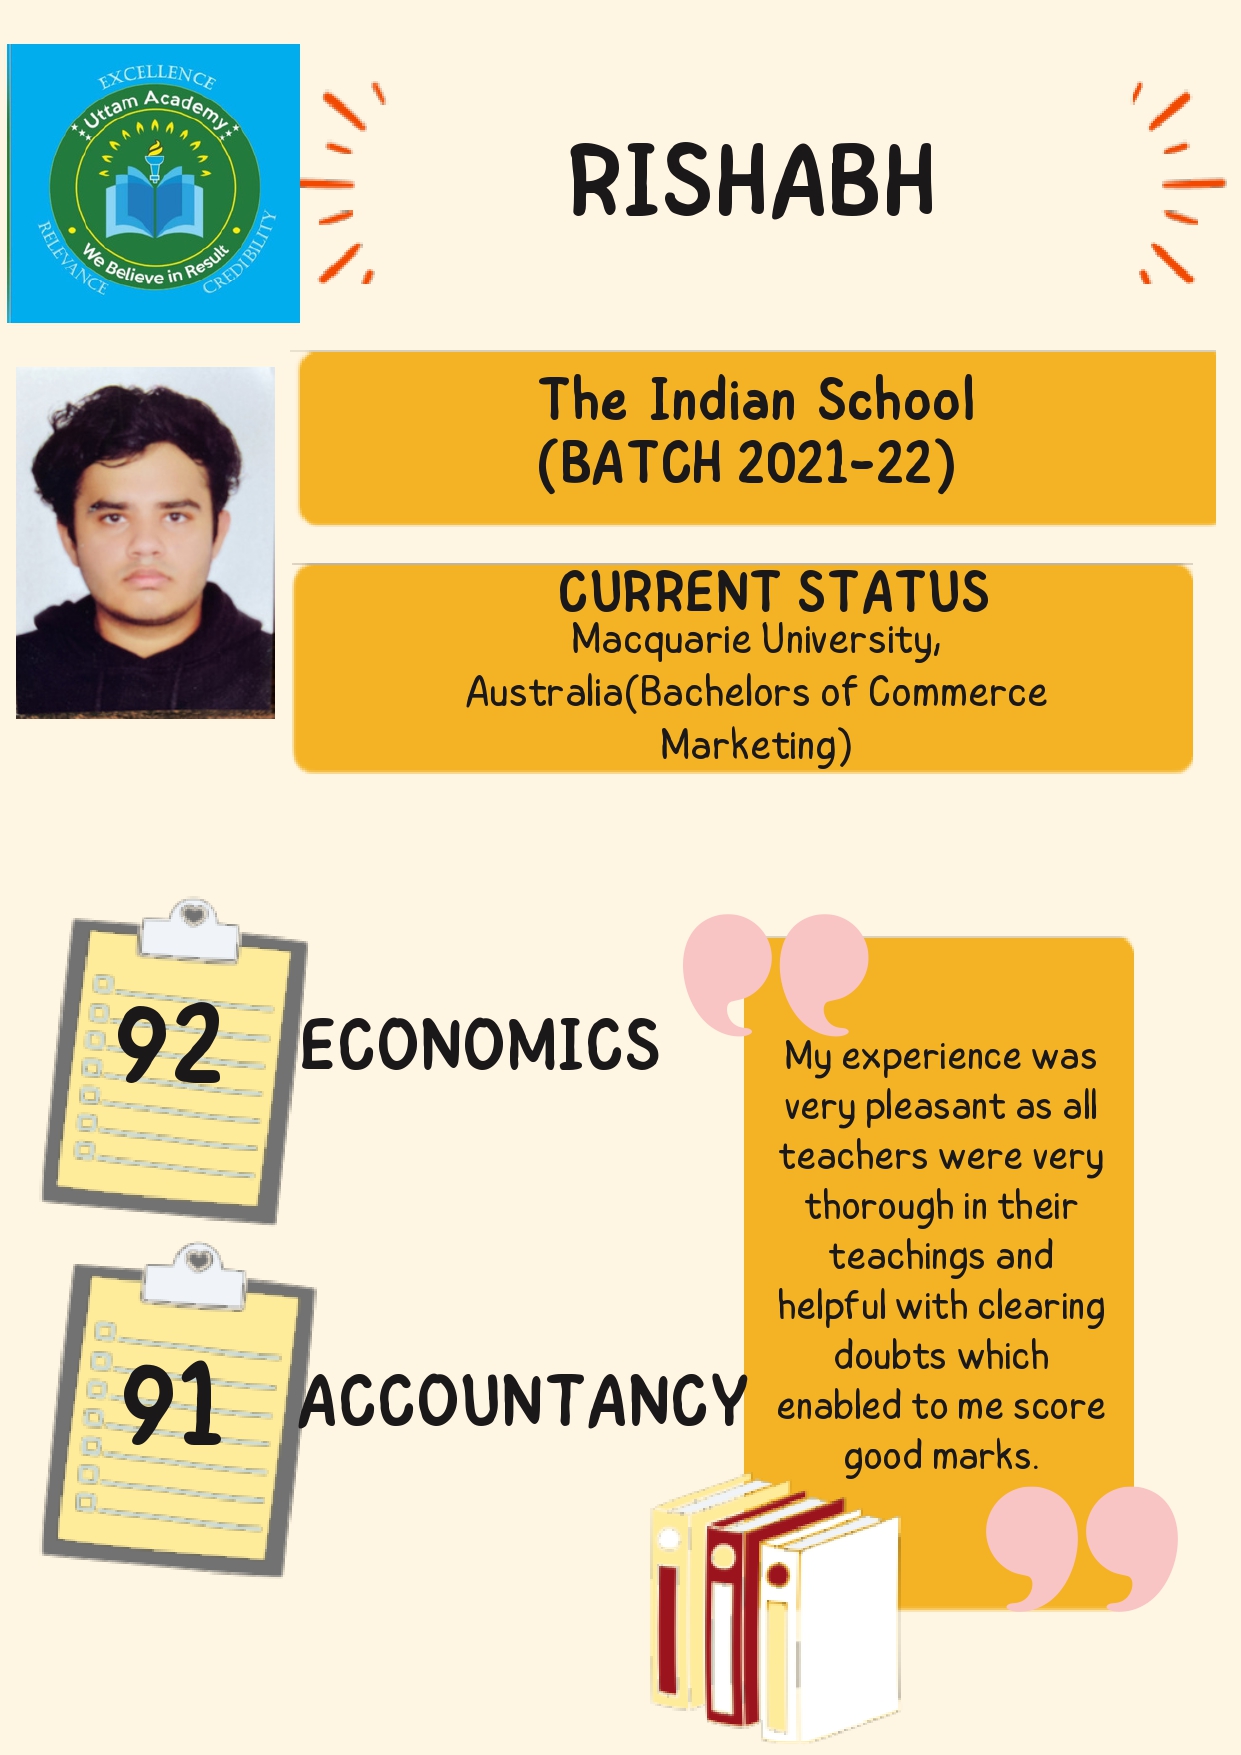 EXCELLENCE
Uttam Academy
We Believe in Result
RELEVANCE
CREDIBILITY
RISHABH
The Indian School
(BATCH 2021-22)
CURRENT STATUS
Macquarie University,
Australia(Bachelors of Commerce
Marketing)
92 ECONOMICS
91 ACCOUNTANCY
My experience was
very pleasant as all
teachers were very
thorough in their
teachings and
helpful with clearing
doubts which
enabled to me score
good marks.